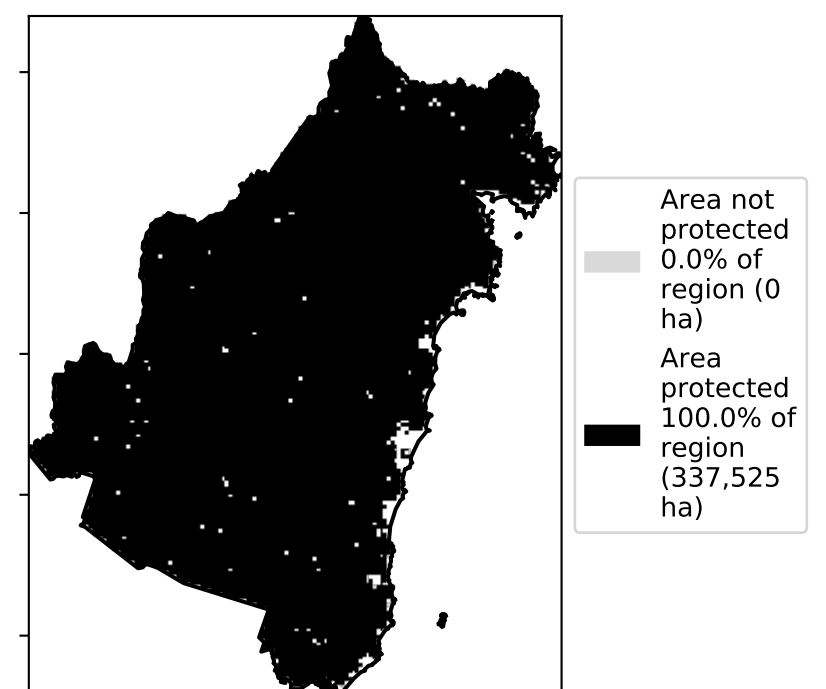 Area not
protected
0.0% of
region (0
ha)
Area
protected
100.0% of
region
(337,525
ha)